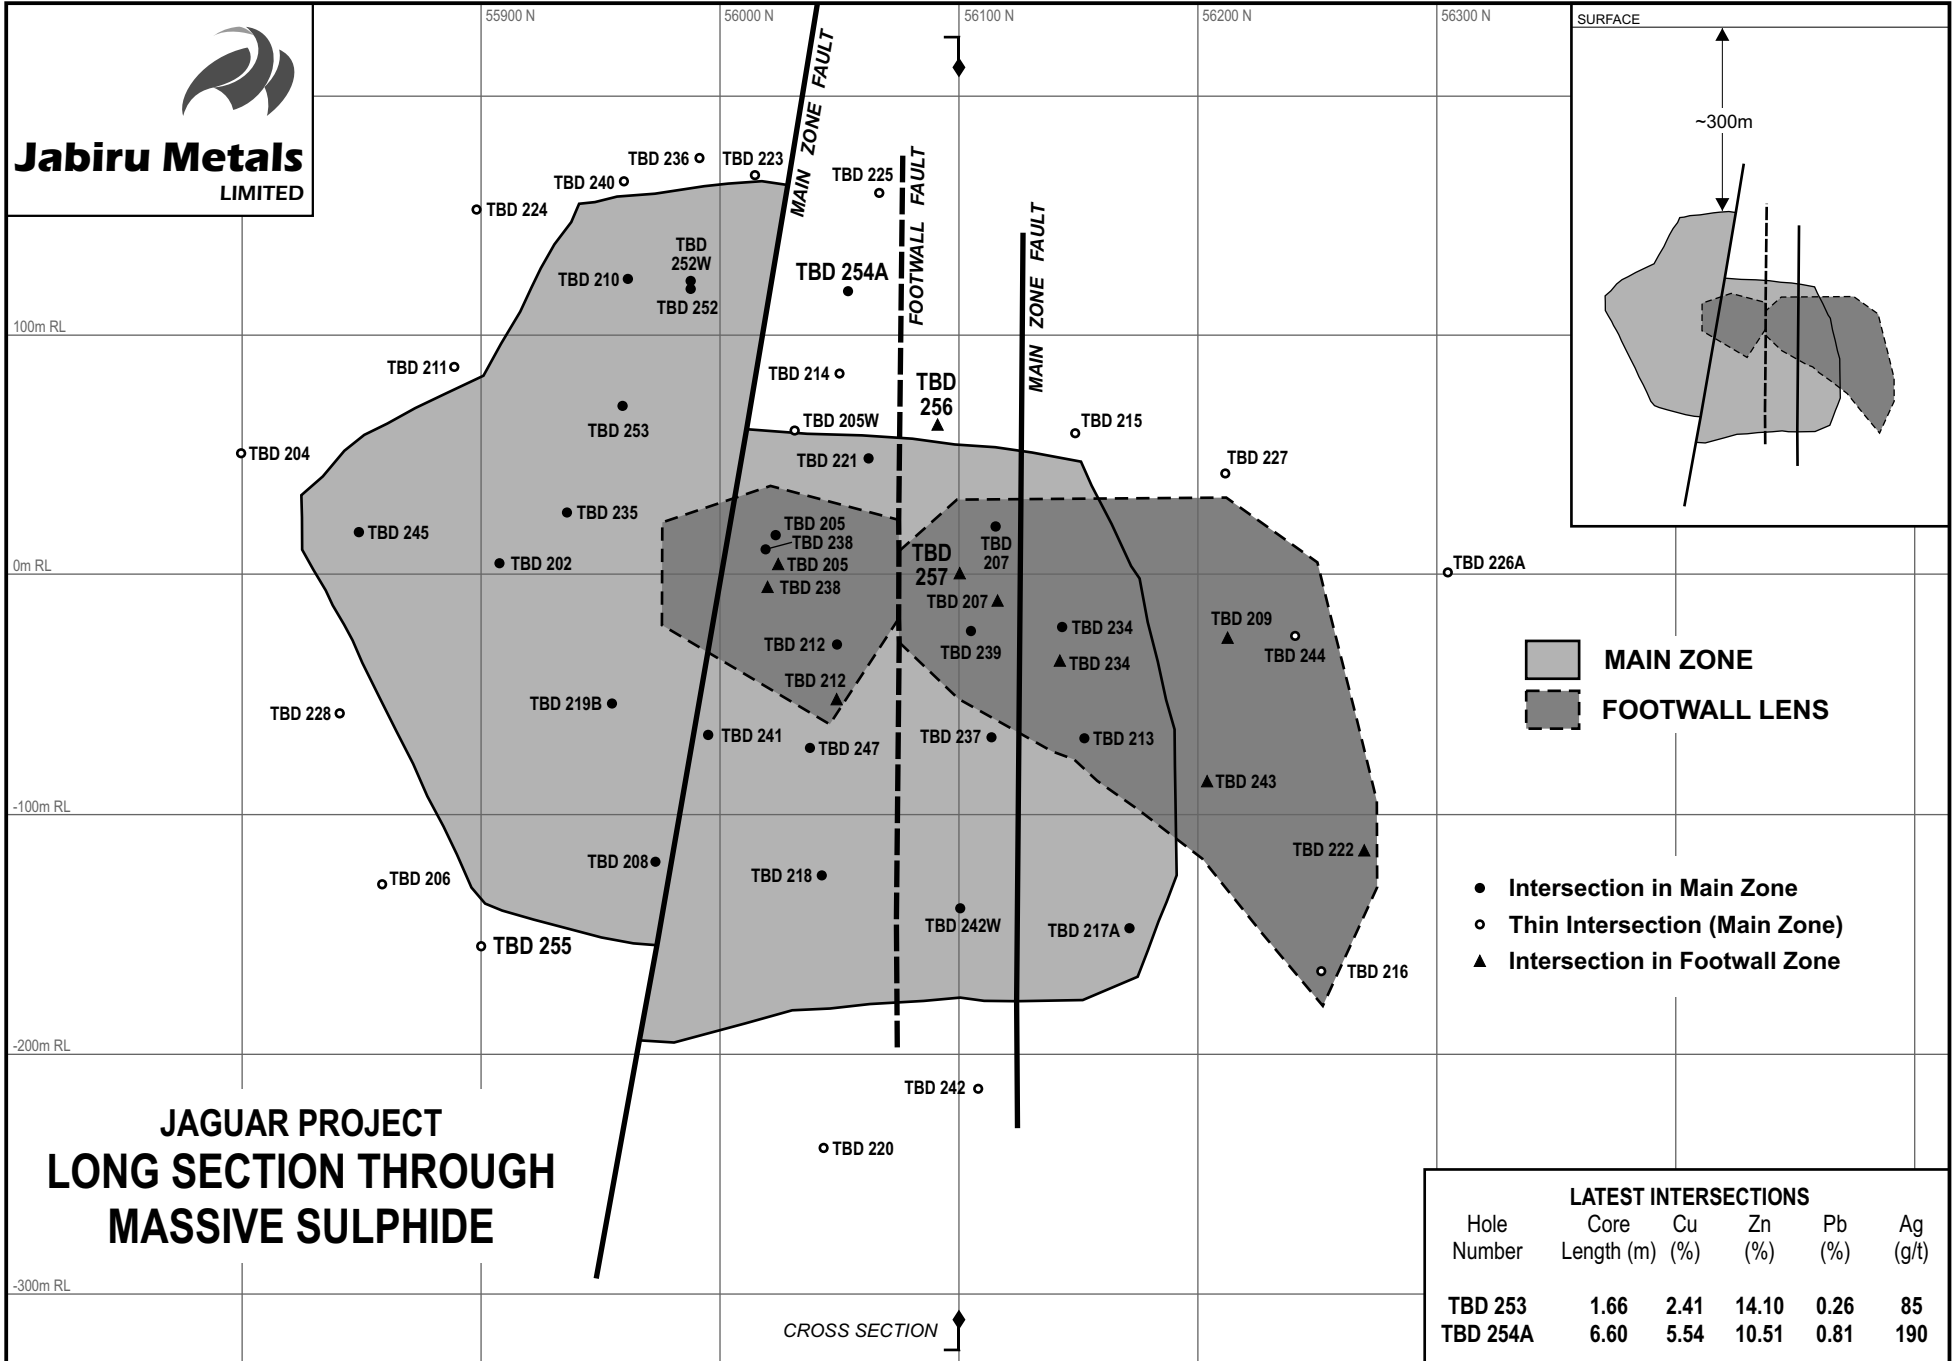 55900 N
56000 N
56100 N
56200 N
56300 N
SURFACE
~300m
Jabiru Metals
LIMITED
MAIN ZONE FAULT
FOOTWALL FAULT
MAIN ZONE FAULT
TBD 236
TBD 223
TBD 240
TBD 225
TBD 224
TBD
252W
TBD 210
TBD 252
TBD 254A
100m RL
TBD 211
TBD 214
TBD
256
TBD 253
TBD 205W
TBD 215
TBD 204
TBD 221
TBD 227
TBD 245
TBD 235
TBD 202
TBD 205
TBD 238
TBD 205
TBD 238
TBD
257
TBD
207
TBD 207
0m RL
TBD 226A
TBD 212
TBD 239
TBD 234
TBD 234
TBD 209
TBD 244
TBD 212
TBD 219B
TBD 228
TBD 241
TBD 247
TBD 237
TBD 213
TBD 243
-100m RL
TBD 222
TBD 208
TBD 218
TBD 206
TBD 242W
TBD 217A
TBD 255
TBD 216
-200m RL
TBD 242
TBD 220
-300m RL
MAIN ZONE
FOOTWALL LENS
Intersection in Main Zone
Thin Intersection (Main Zone)
Intersection in Footwall Zone
JAGUAR PROJECT
LONG SECTION THROUGH
MASSIVE SULPHIDE
CROSS SECTION
LATEST INTERSECTIONS
Hole Core Cu Zn Pb Ag
Number Length (m) (%) (%) (%) (g/t)
TBD 253 1.66 2.41 14.10 0.26 85
TBD 254A 6.60 5.54 10.51 0.81 190